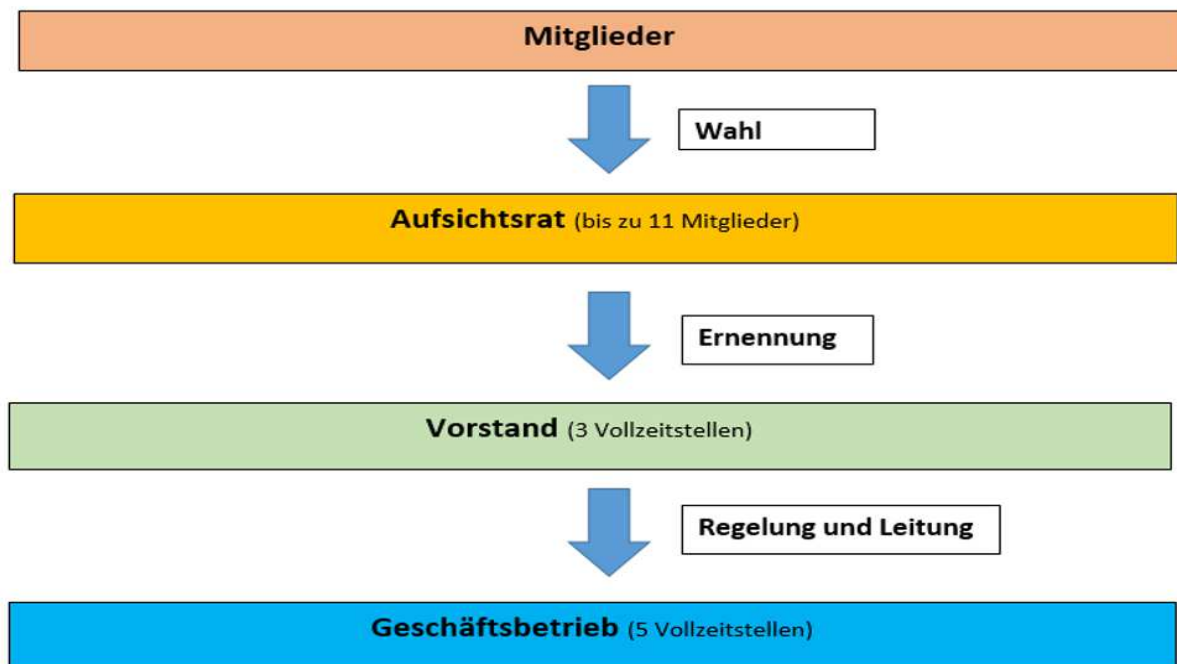 Mitglieder
Wahl
Aufsichtsrat (bis zu 11 Mitglieder)
Ernennung
Vorstand (3 Vollzeitstellen)
Regelung und Leitung
Geschäftsbetrieb (5 Vollzeitstellen)